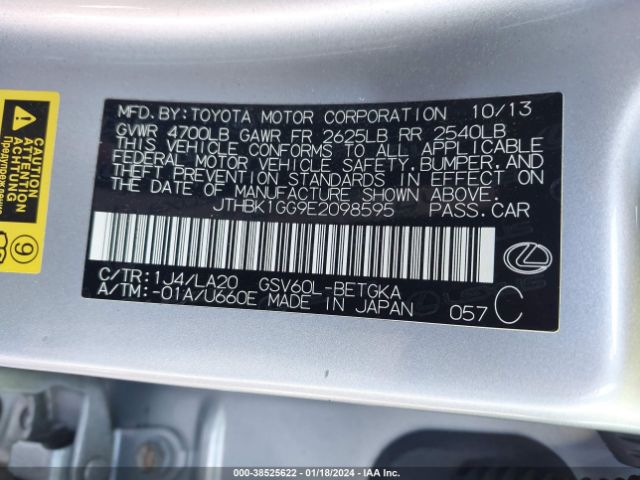 MFD. BY: TOYOTA MOTOR CORPORATION 10/13
GVWR 4700LB GAWR FR 2625LB RR 2540LB
THIS VEHICLE CONFORMS TO ALL APPLICABLE
FEDERAL MOTOR VEHICLE SAFETY, BUMPER, AND
THEFT PREVENTION STANDARDS IN EFFECT ON
THE DATE OF MANUFACTURE SHOWN ABOVE.
JTHBK1GG9E2098595 PASS. CAR
C/TR: 1J4/LA20 GSV60L-BETGKA
A/TM: -01A/U660E MADE IN JAPAN 057 C
ACHTUNG
9
000-38525622 - 01/18/2024 - IAA Inc.